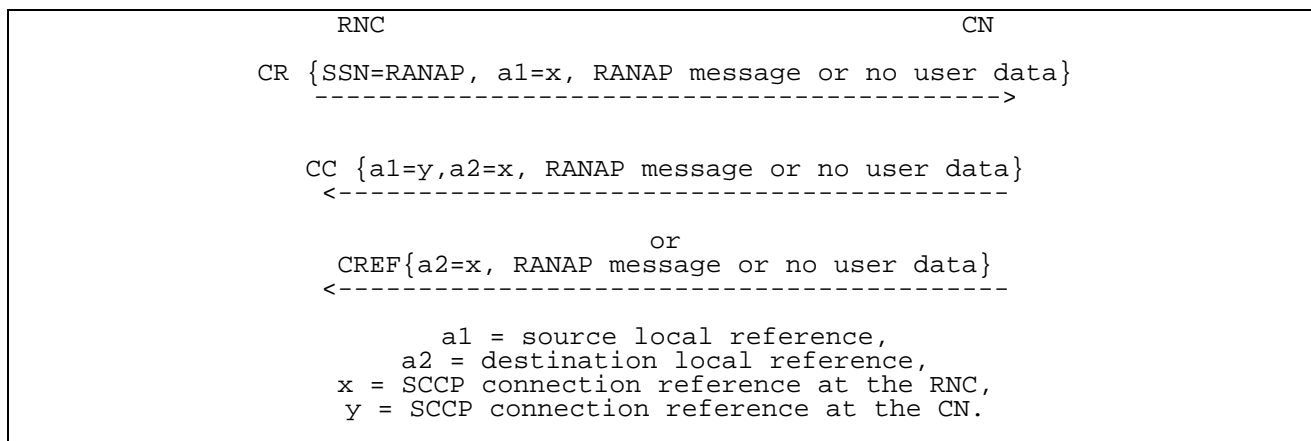 RNC CN
CR {SSN=RANAP, a1=x, RANAP message or no user data}
------------------------------------------->
CC {a1=y,a2=x, RANAP message or no user data}
<------------------------------------------
or
CREF{a2=x, RANAP message or no user data}
<------------------------------------------
a1 = source local reference,
a2 = destination local reference,
x = SCCP connection reference at the RNC,
y = SCCP connection reference at the CN.